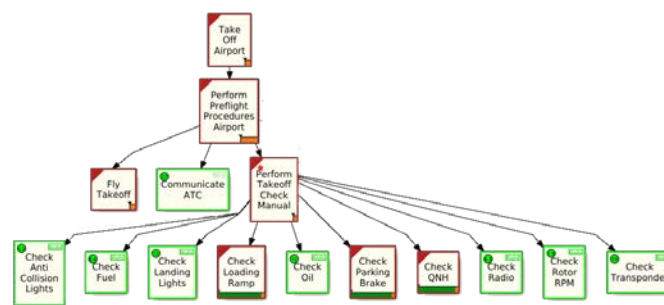 Take
Off
Airport
Perform
Preflight
Procedures
Airport
Fly
Takeoff
Communicate
ATC
Perform
Takeoff
Check
Manual
Check
Anti
Collision
Lights
Check
Fuel
Check
Landing
Lights
Check
Loading
Ramp
Check
Oil
Check
Parking
Brake
Check
QNH
Check
Radio
Check
Rotor
RPM
Check
Transponder